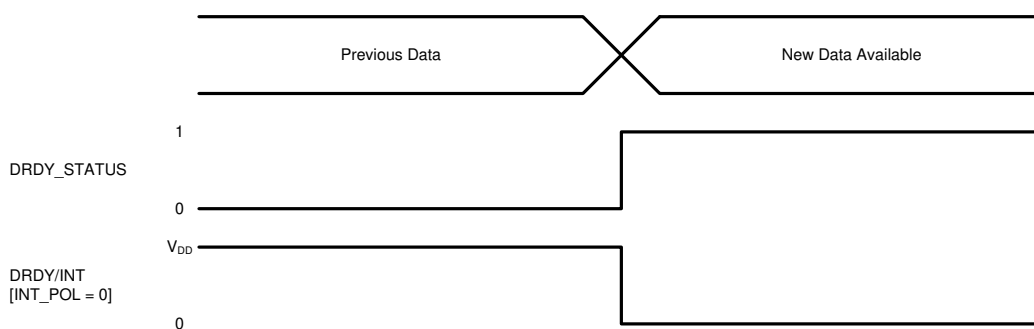 Previous Data
New Data Available
1
DRDY_STATUS
0
VDD
DRDY/INT
[INT_POL = 0]
0